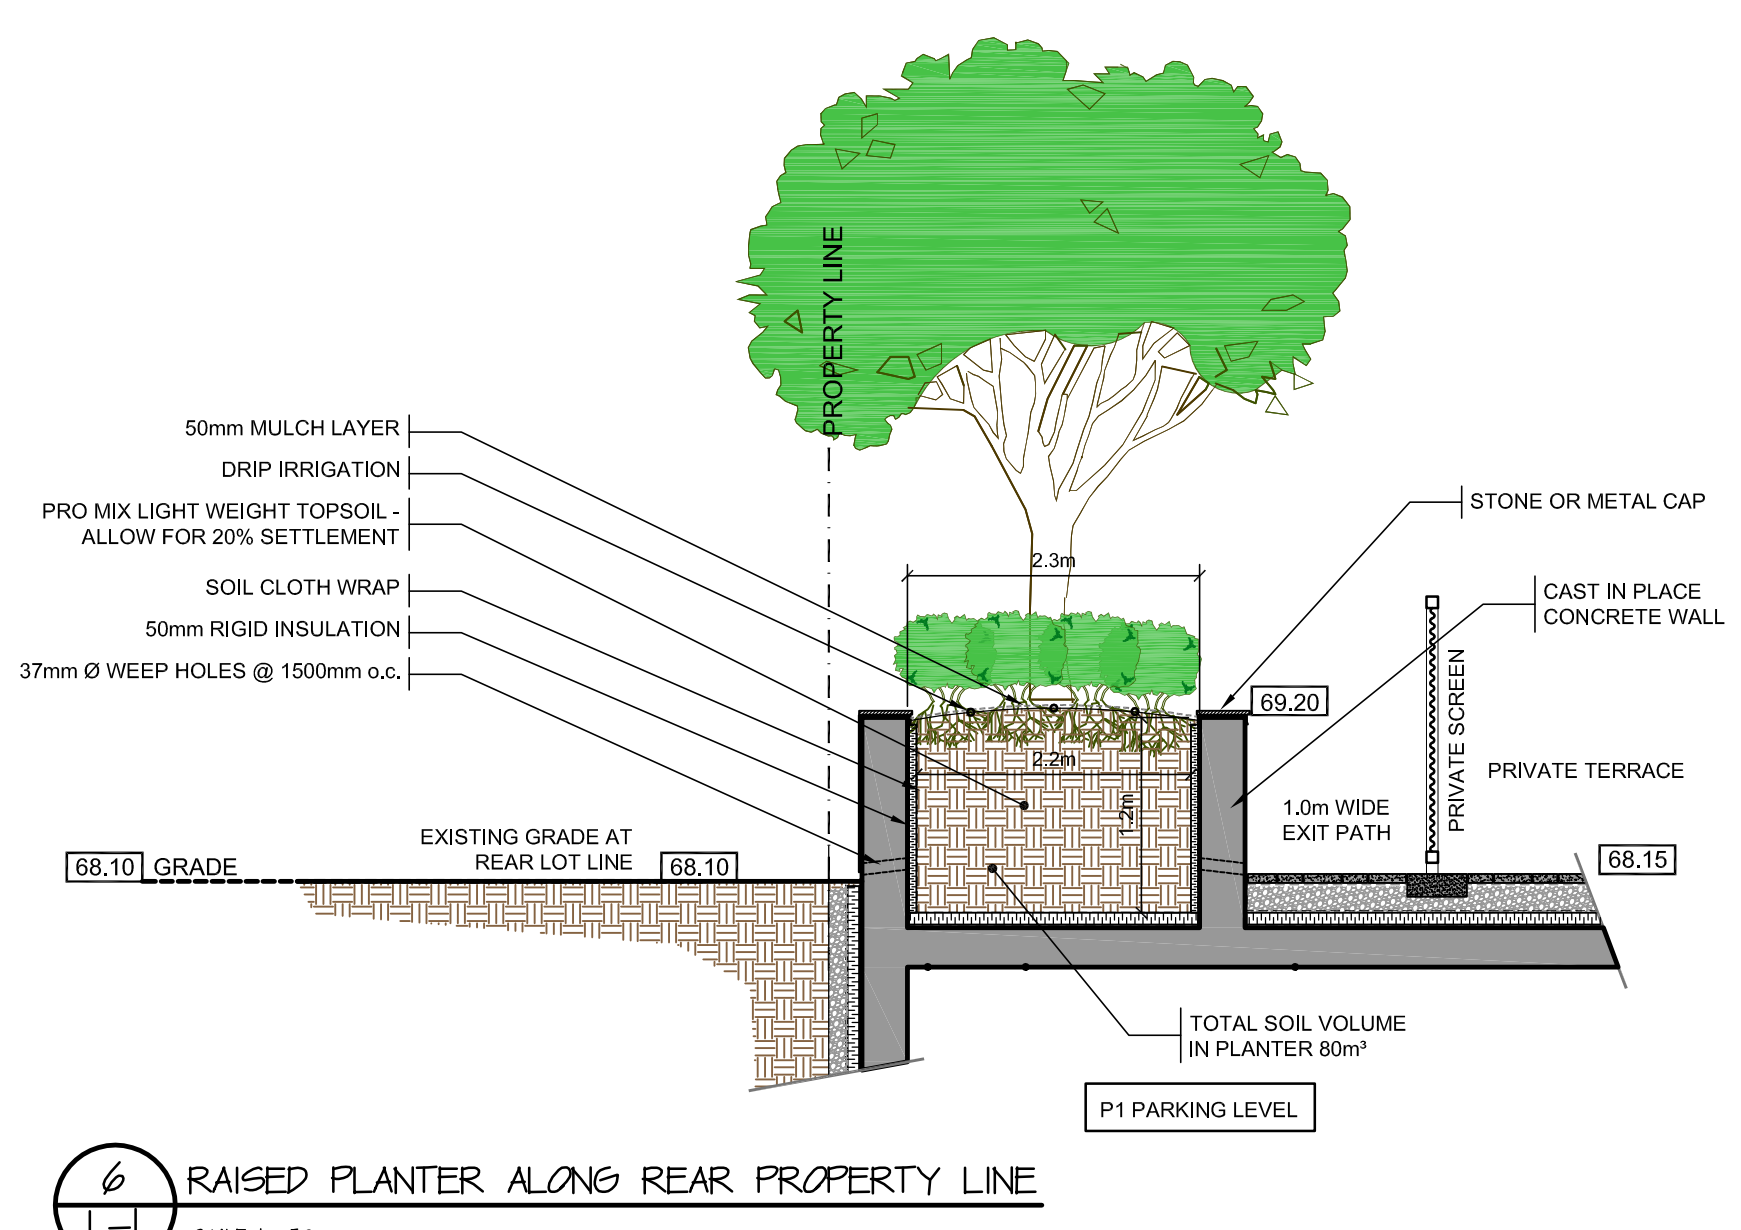 PROPERTY LINE
50mm MULCH LAYER
DRIP IRRIGATION
PRO MIX LIGHT WEIGHT TOPSOIL -
ALLOW FOR 20% SETTLEMENT
SOIL CLOTH WRAP
50mm RIGID INSULATION
37mm Ø WEEP HOLES @ 1500mm o.c.
STONE OR METAL CAP
CAST IN PLACE
CONCRETE WALL
2.3m
69.20
2.2m
1.2m
PRIVATE SCREEN
PRIVATE TERRACE
1.0m WIDE
EXIT PATH
68.15
EXISTING GRADE AT
REAR LOT LINE
68.10
GRADE
68.10
TOTAL SOIL VOLUME
IN PLANTER 80m³
P1 PARKING LEVEL
6
RAISED PLANTER ALONG REAR PROPERTY LINE